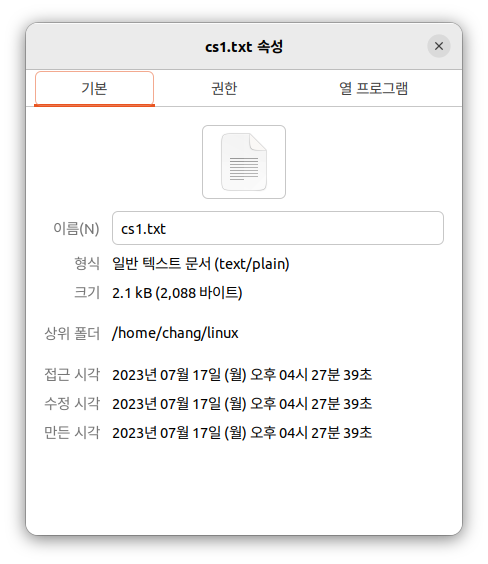 cs1.txt 속성
기본 권한 열 프로그램
이름(N) cs1.txt
형식 일반 텍스트 문서 (text/plain)
크기 2.1 kB (2,088 바이트)
상위 폴더 /home/chang/linux
접근 시각 2023년 07월 17일 (월) 오후 04시 27분 39초
수정 시각 2023년 07월 17일 (월) 오후 04시 27분 39초
만든 시각 2023년 07월 17일 (월) 오후 04시 27분 39초